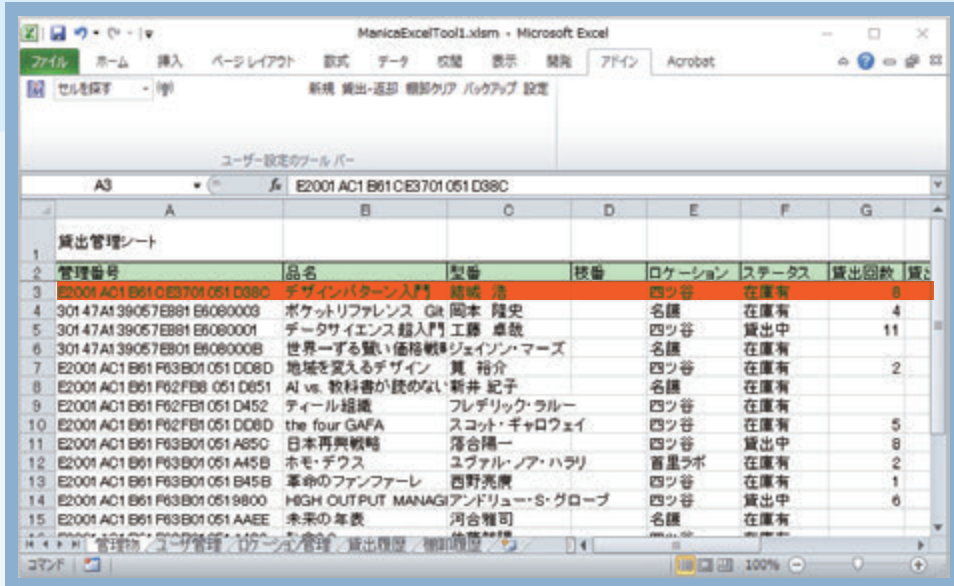 ManicaExcelTool1.xlsm - Microsoft Excel
ファイル ホーム 挿入 ページ レイアウト 数式 データ 校閲 表示 開発 アドイン Acrobat
セルを探す 新規 貸出-返却 棚卸クリア バックアップ 設定
ユーザー設定のツール バー
A3 fx E2001AC1B61CE3701051D38C
A B C D E F G
1 貸出管理シート
2 管理番号 品名 型番 枝番 ロケーション ステータス 貸出回数
3 E2001AC1B61CE3701051D38C デザインパターン入門 結城 浩 四ツ谷 在庫有 8
4 30147A139057EB81E6080003 ポケットリファレンス Git 岡本 隆史 名護 在庫有 4
5 30147A139057EB81E6080001 データサイエンス 超入門 工藤 卓哉 四ツ谷 貸出中 11
6 30147A139057EB01E608000B 世界一ずる賢い価格戦 ジェイソン・マーズ 名護 在庫有
7 E2001AC1B61F63B01051DD8D 地域を変えるデザイン 筧 裕介 四ツ谷 在庫有 2
8 E2001AC1B61F62FB8051D851 AI vs. 教科書が読めない 新井 紀子 名護 在庫有
9 E2001AC1B61F62FB1051D452 ティール組織 フレデリック・ラルー 四ツ谷 在庫有
10 E2001AC1B61F62FB1051DD8D the four GAFA スコット・ギャロウェイ 四ツ谷 在庫有 5
11 E2001AC1B61F63B01051A85C 日本再興戦略 落合陽一 四ツ谷 貸出中 8
12 E2001AC1B61F63B01051A45B ホモ・デウス ユヴァル・ノア・ハラリ 首里ラボ 在庫有 2
13 E2001AC1B61F63B01051B45B 革命のファンファーレ 西野亮廣 四ツ谷 在庫有 1
14 E2001AC1B61F63B010519800 HIGH OUTPUT MANAGI アンドリュー・S・グローブ 四ツ谷 貸出中 6
15 E2001AC1B61F63B01051AAEE 未来の年表 河合雅司 名護 在庫有
管理物 ユーザ管理 ロケーション管理 貸出履歴 棚卸履歴
コマンド 100%